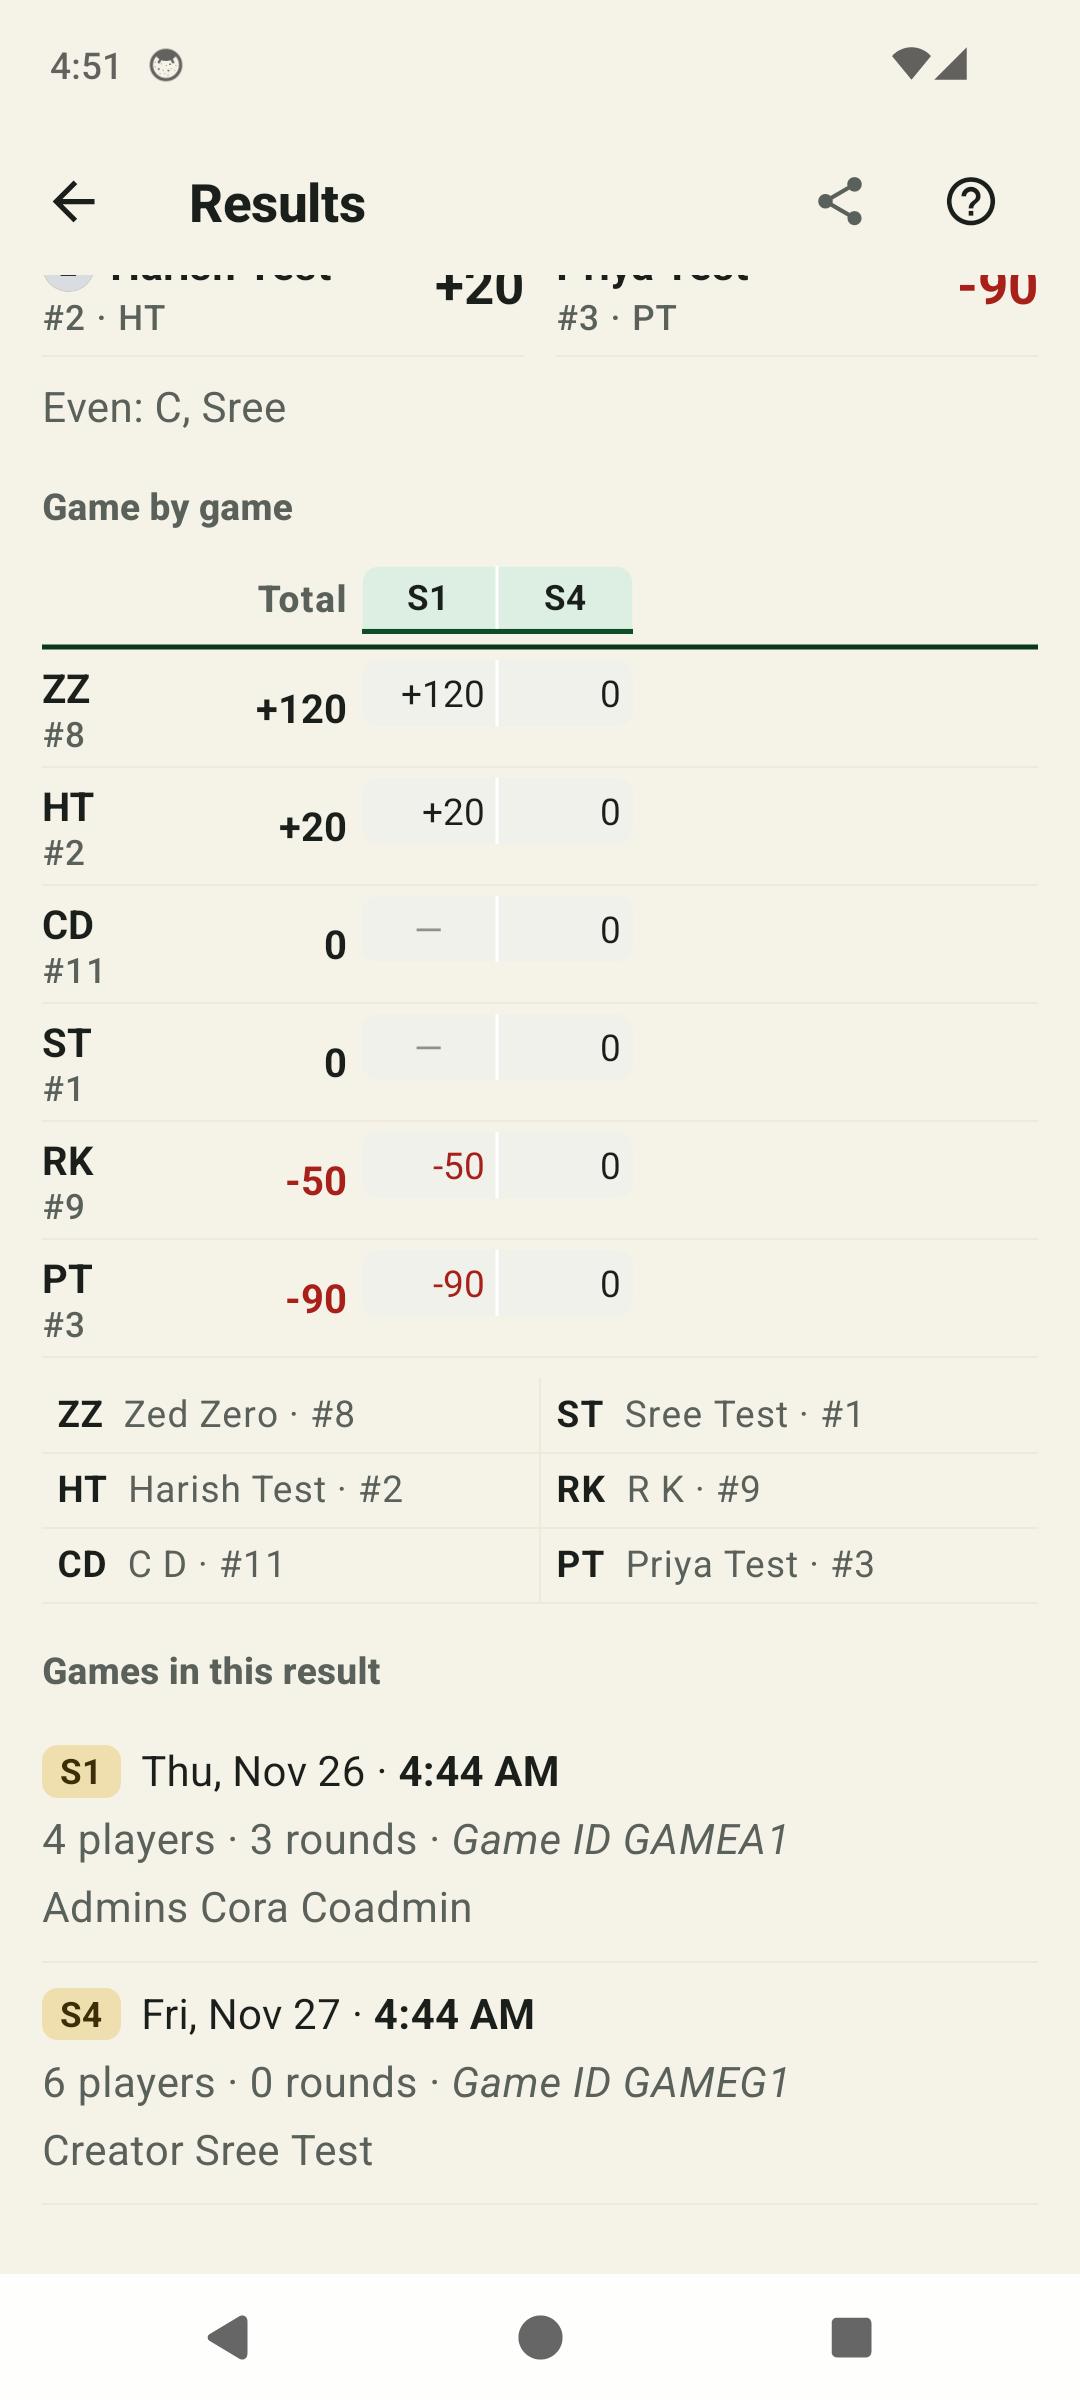 4:51
Results
Harish Test +20 Priya Test -90
#2 · HT #3 · PT
Even: C, Sree
Game by game
Total S1 S4
ZZ +120 +120 0
#8
HT +20 +20 0
#2
CD 0 — 0
#11
ST 0 — 0
#1
RK -50 -50 0
#9
PT -90 -90 0
#3
ZZ Zed Zero · #8 ST Sree Test · #1
HT Harish Test · #2 RK R K · #9
CD C D · #11 PT Priya Test · #3
Games in this result
S1 Thu, Nov 26 · 4:44 AM
4 players · 3 rounds · Game ID GAMEA1
Admins Cora Coadmin
S4 Fri, Nov 27 · 4:44 AM
6 players · 0 rounds · Game ID GAMEG1
Creator Sree Test